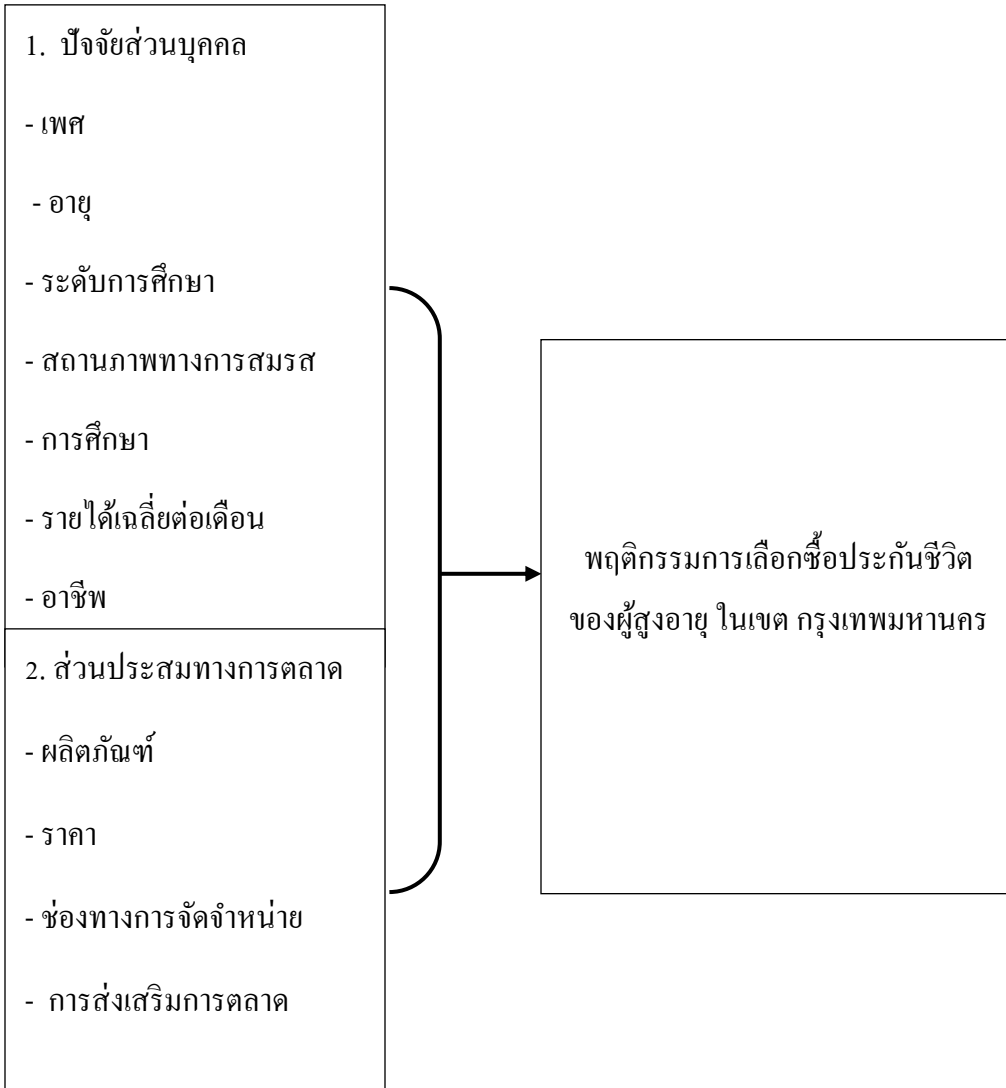 1. ปัจจัยส่วนบุคคล
- เพศ
- อายุ
- ระดับการศึกษา
- สถานภาพทางการสมรส
- การศึกษา
- รายได้เฉลี่ยต่อเดือน
- อาชีพ
2. ส่วนประสมทางการตลาด
- ผลิตภัณฑ์
- ราคา
- ช่องทางการจัดจำหน่าย
- การส่งเสริมการตลาด
พฤติกรรมการเลือกซื้อประกันชีวิต
ของผู้สูงอายุ ในเขต กรุงเทพมหานคร